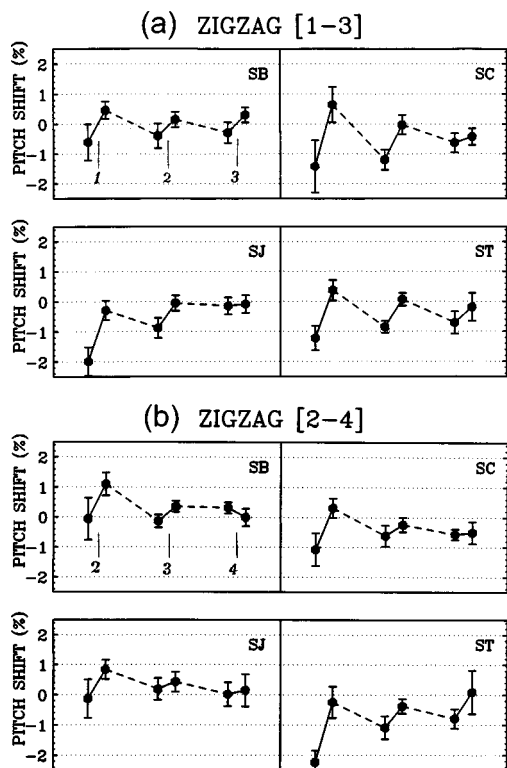 (a) ZIGZAG [1-3]
PITCH SHIFT (%)
2
1
0
-1
-2
SB
1
2
3
SC
PITCH SHIFT (%)
2
1
0
-1
-2
SJ
ST
(b) ZIGZAG [2-4]
PITCH SHIFT (%)
2
1
0
-1
-2
SB
2
3
4
SC
PITCH SHIFT (%)
2
1
0
-1
-2
SJ
ST